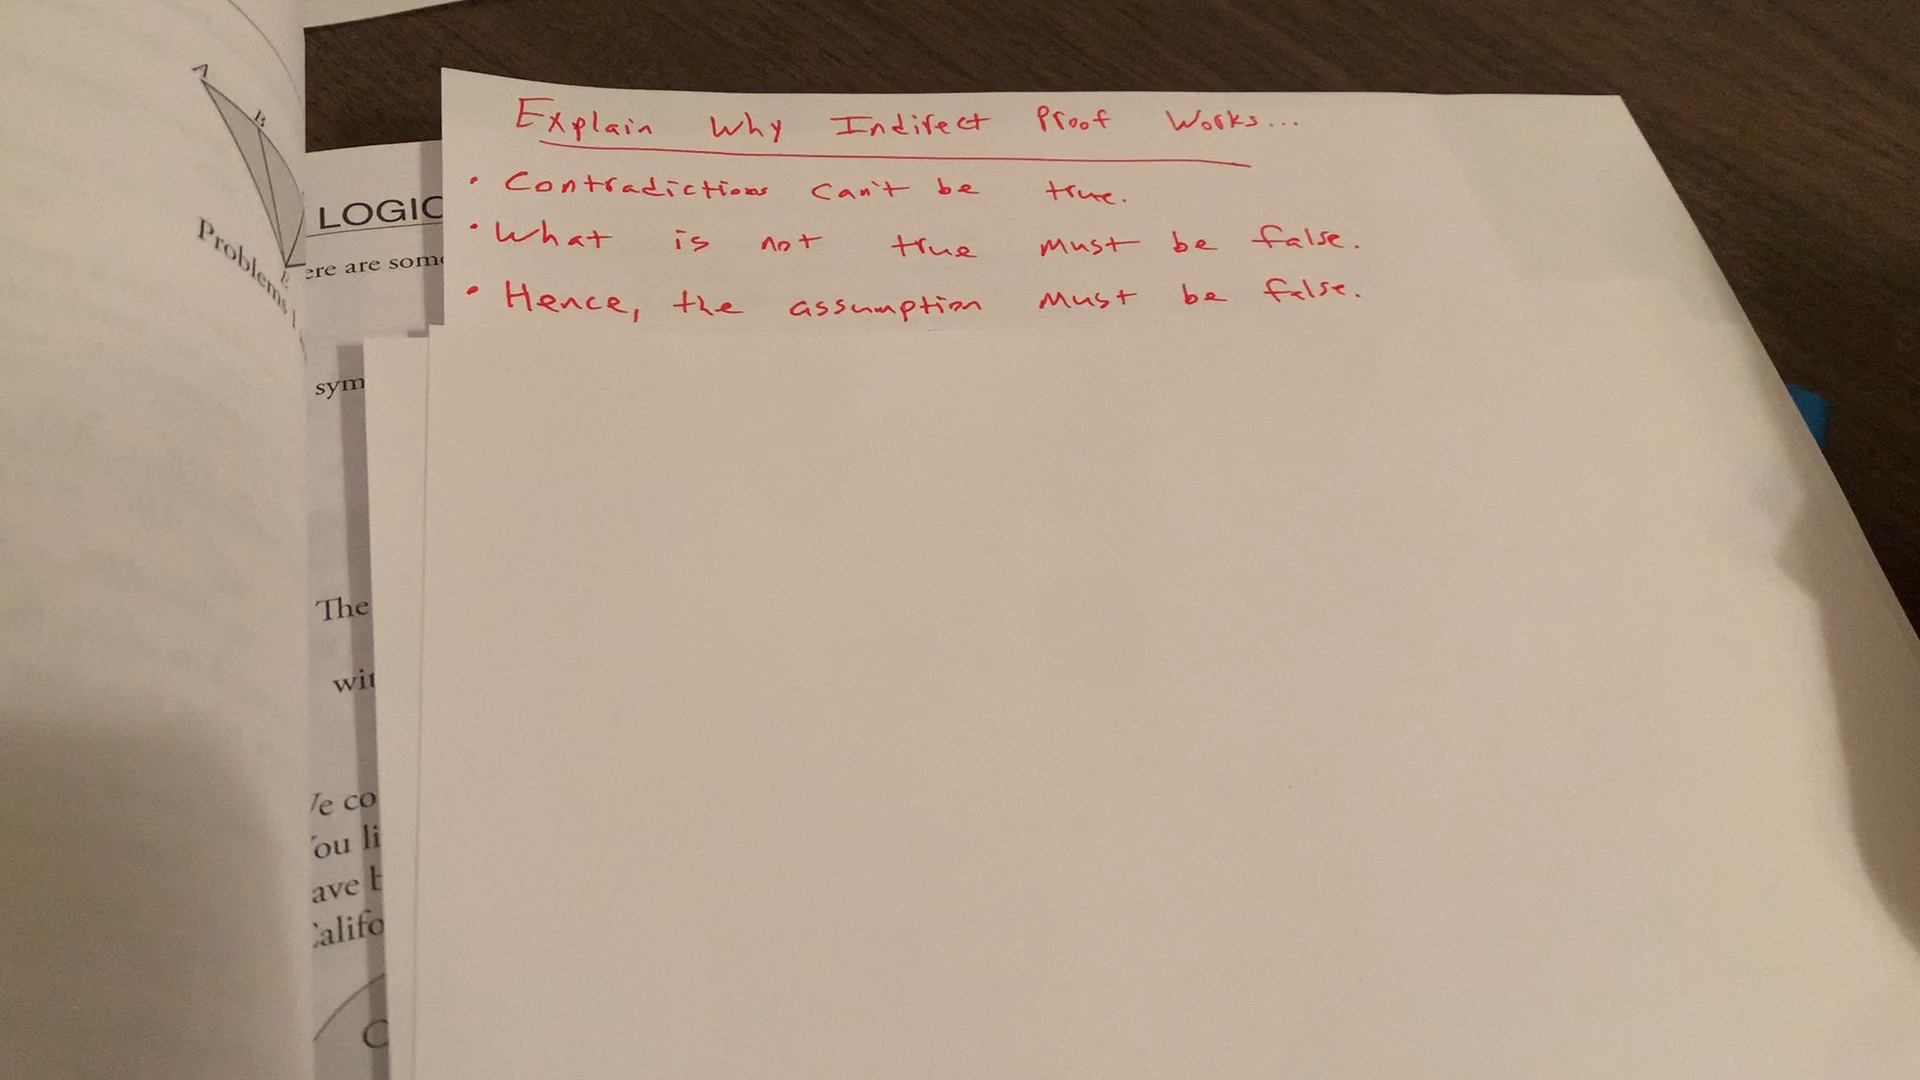 Explain Why Indirect Proof Works...
• Contradictions can't be true.
• What is not true must be false.
• Hence, the assumption must be false.
A
B
Problems
LOGIC
ere are som
sym
The
wit
e co
ou li
ave b
alifo
C